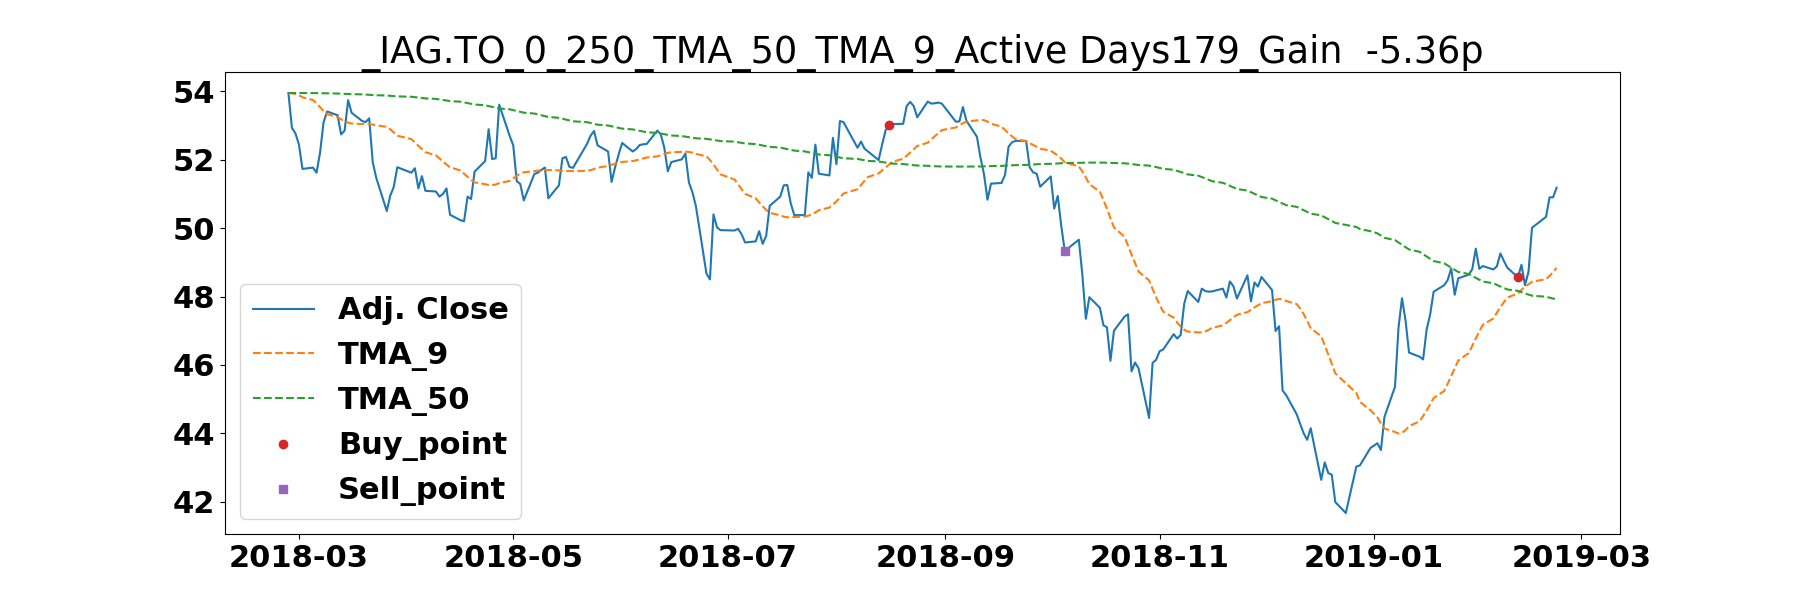 _IAG.TO_0_250_TMA_50_TMA_9_Active Days179_Gain  -5.36p
54
52
50
48
46
44
42
Adj. Close
TMA_9
TMA_50
Buy_point
Sell_point
2018-03 2018-05 2018-07 2018-09 2018-11 2019-01 2019-03